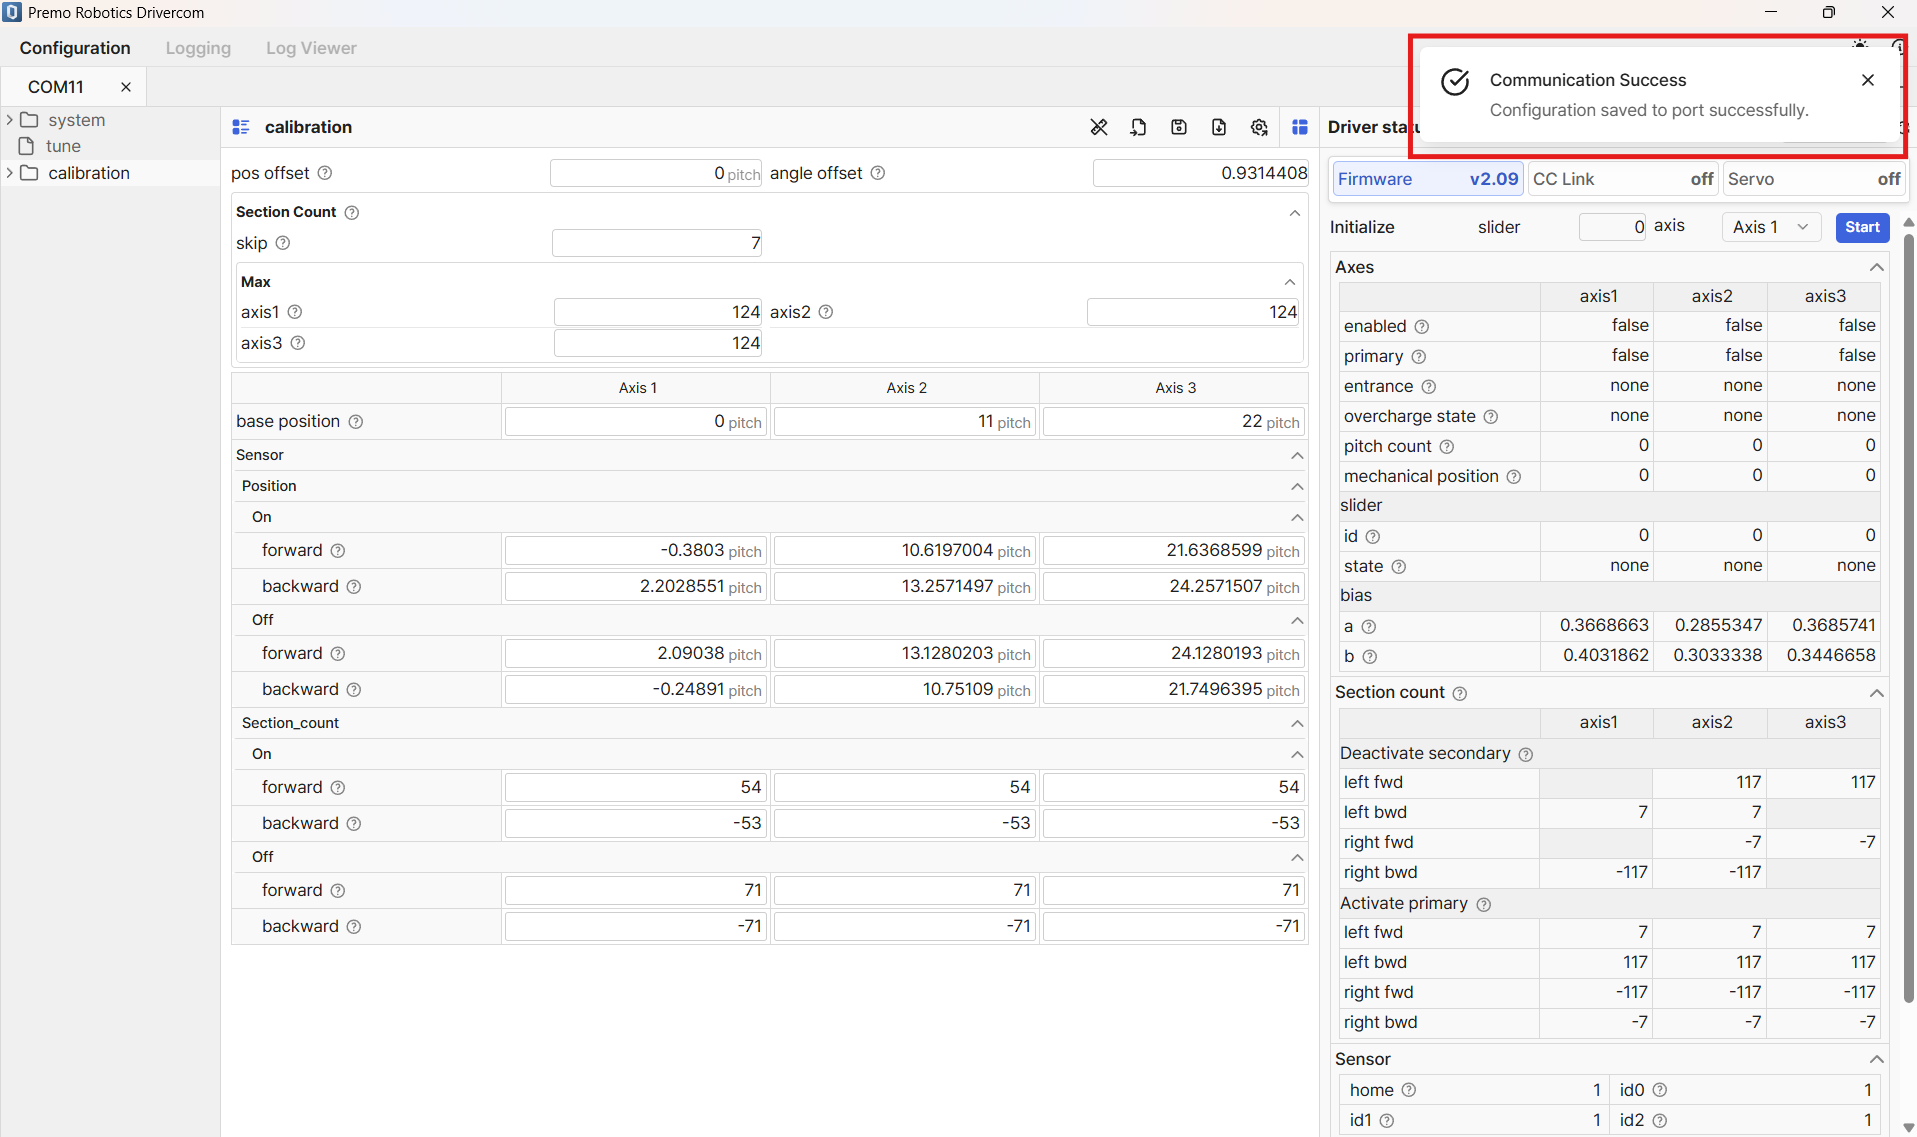 Premo Robotics Drivercom
Configuration Logging Log Viewer
COM11
system
tune
calibration
calibration
pos offset 0 pitch angle offset 0.9314408
Section Count
skip 7
Max
axis1 124 axis2 124
axis3 124
Axis 1 Axis 2 Axis 3
base position 0 pitch 11 pitch 22 pitch
Sensor
Position
On
forward -0.3803 pitch 10.6197004 pitch 21.6368599 pitch
backward 2.2028551 pitch 13.2571497 pitch 24.2571507 pitch
Off
forward 2.09038 pitch 13.1280203 pitch 24.1280193 pitch
backward -0.24891 pitch 10.75109 pitch 21.7496395 pitch
Section_count
On
forward 54 54 54
backward -53 -53 -53
Off
forward 71 71 71
backward -71 -71 -71
Communication Success
Configuration saved to port successfully.
Driver
Firmware v2.09 CC Link off Servo off
Initialize slider 0 axis Axis 1 Start
Axes
axis1 axis2 axis3
enabled false false false
primary false false false
entrance none none none
overcharge state none none none
pitch count 0 0 0
mechanical position 0 0 0
slider
id 0 0 0
state none none none
bias
a 0.3668663 0.2855347 0.3685741
b 0.4031862 0.3033338 0.3446658
Section count
axis1 axis2 axis3
Deactivate secondary
left fwd 117 117
left bwd 7 7
right fwd -7 -7
right bwd -117 -117
Activate primary
left fwd 7 7 7
left bwd 117 117 117
right fwd -117 -117 -117
right bwd -7 -7 -7
Sensor
home 1 id0 1
id1 1 id2 1